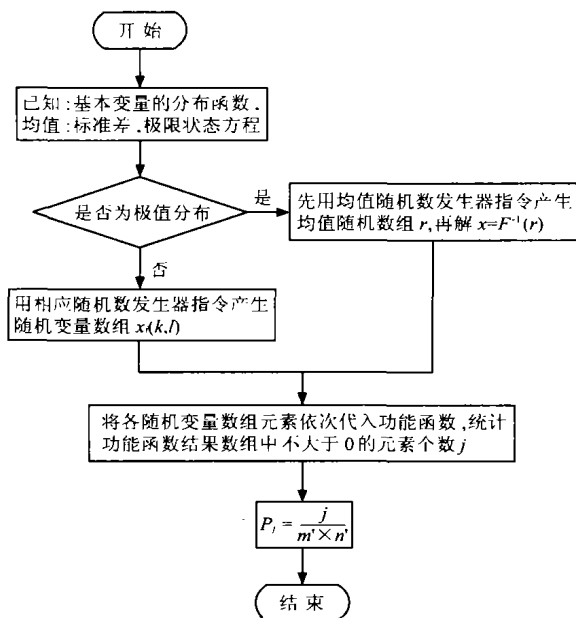 开 始
已知:基本变量的分布函数,
均值:标准差,极限状态方程
是否为极值分布
是
先用均值随机数发生器指令产生
均值随机数组 r,再解 x=F⁻¹(r)
否
用相应随机数发生器指令产生
随机变量数组 xᵢ(k,l)
将各随机变量数组元素依次代入功能函数,统计
功能函数结果数组中不大于 0 的元素个数 j
P_f = j / (m'×n')
结 束